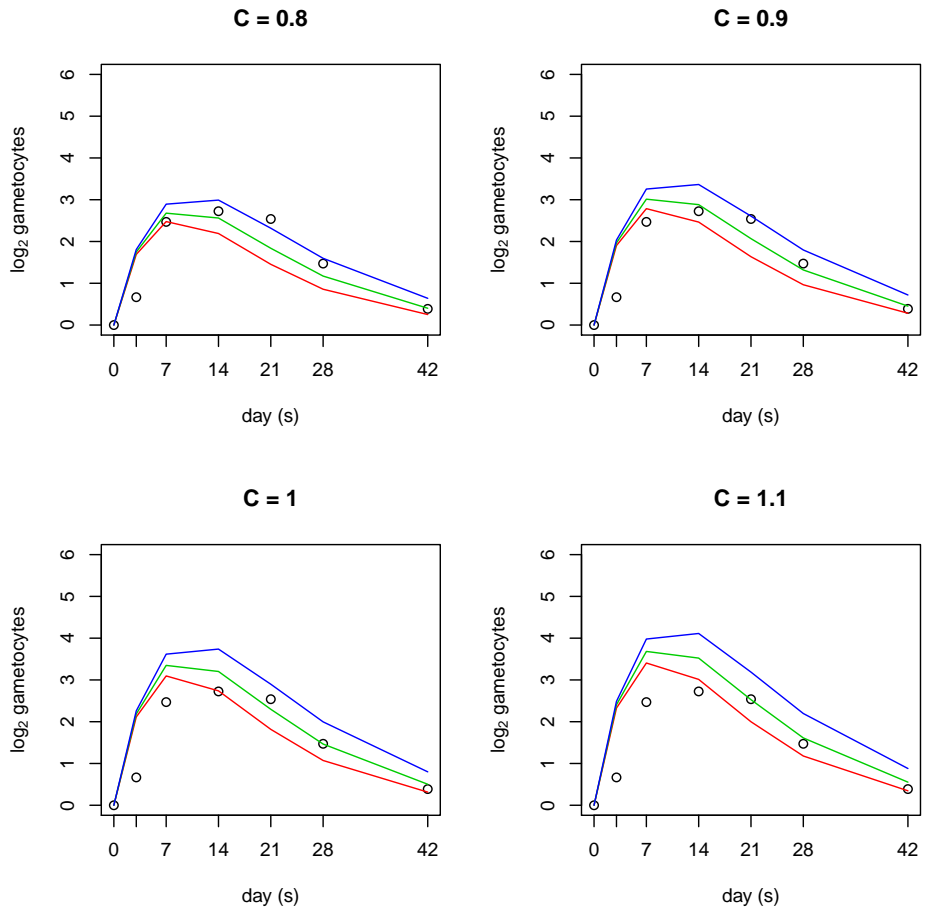 C = 0.8
6
5
4
3
2
1
0
log₂ gametocytes
0 7 14 21 28 42
day (s)
C = 0.9
6
5
4
3
2
1
0
log₂ gametocytes
0 7 14 21 28 42
day (s)
C = 1
6
5
4
3
2
1
0
log₂ gametocytes
0 7 14 21 28 42
day (s)
C = 1.1
6
5
4
3
2
1
0
log₂ gametocytes
0 7 14 21 28 42
day (s)